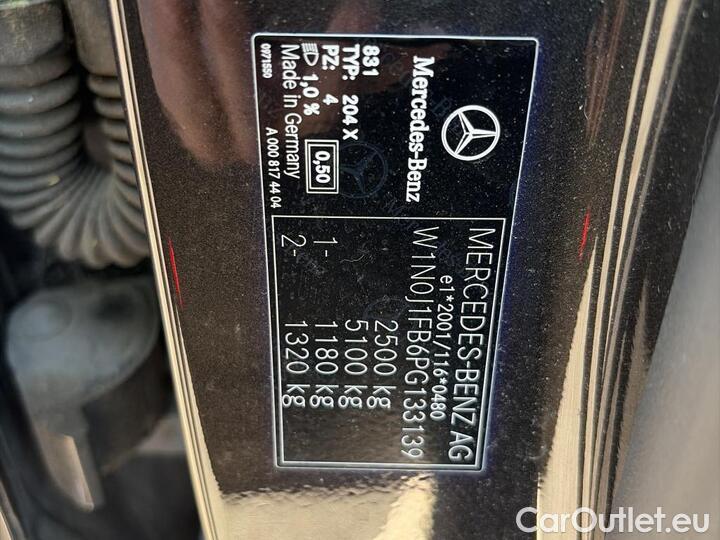 Mercedes-Benz
831
TYP: 204 X
PZ: 4
1,0 %
0,50
Made in Germany
0971550
A 000 817 44 04
MERCEDES-BENZ AG
e1*2001/116*0480
W1N0J1FB6PG133139
2500 kg
5100 kg
1- 1180 kg
2- 1320 kg
CarOutlet.eu